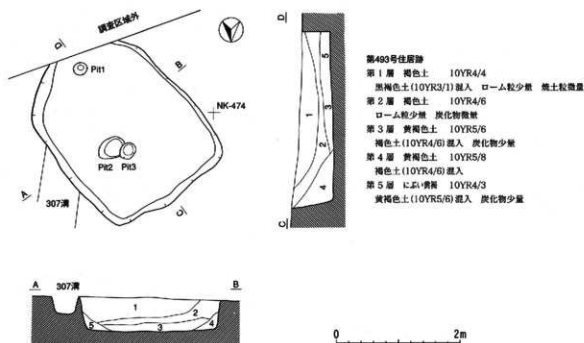 調査区域外
D
B
Pit1
NK-474
Pit2 Pit3
A
307溝
C
D
5
1
3
2
4
C
第493号住居跡
第1層 褐色土 10YR4/4
黒褐色土(10YR3/1)混入 ローム粒少量 焼土粒微量
第2層 褐色土 10YR4/6
ローム粒少量 炭化物微量
第3層 黄褐色土 10YR5/6
褐色土(10YR4/6)混入 炭化物少量
第4層 黄褐色土 10YR5/8
褐色土(10YR4/6)混入
第5層 にぶい黄褐 10YR4/3
黄褐色土(10YR5/6)混入 炭化物少量
A 307溝 B
1
2
5 3 4
0 2m